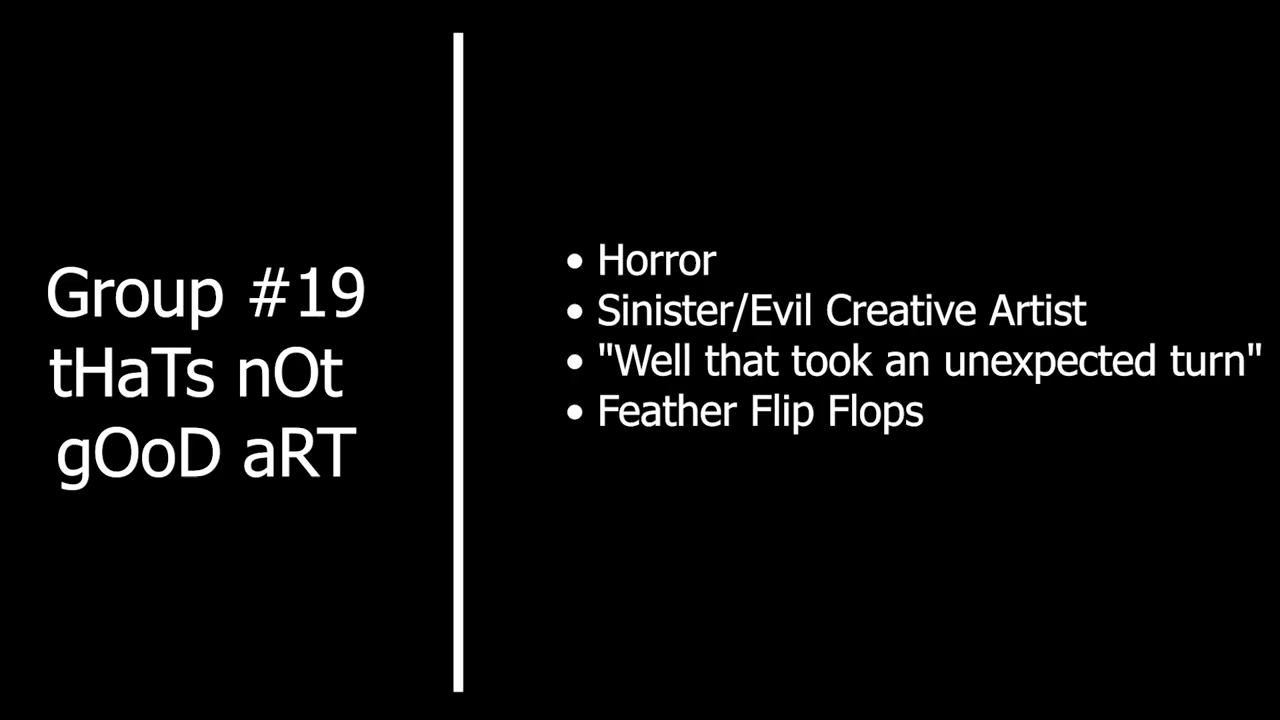 Group #19
tHaTs nOt
gOoD aRT
• Horror
• Sinister/Evil Creative Artist
• "Well that took an unexpected turn"
• Feather Flip Flops